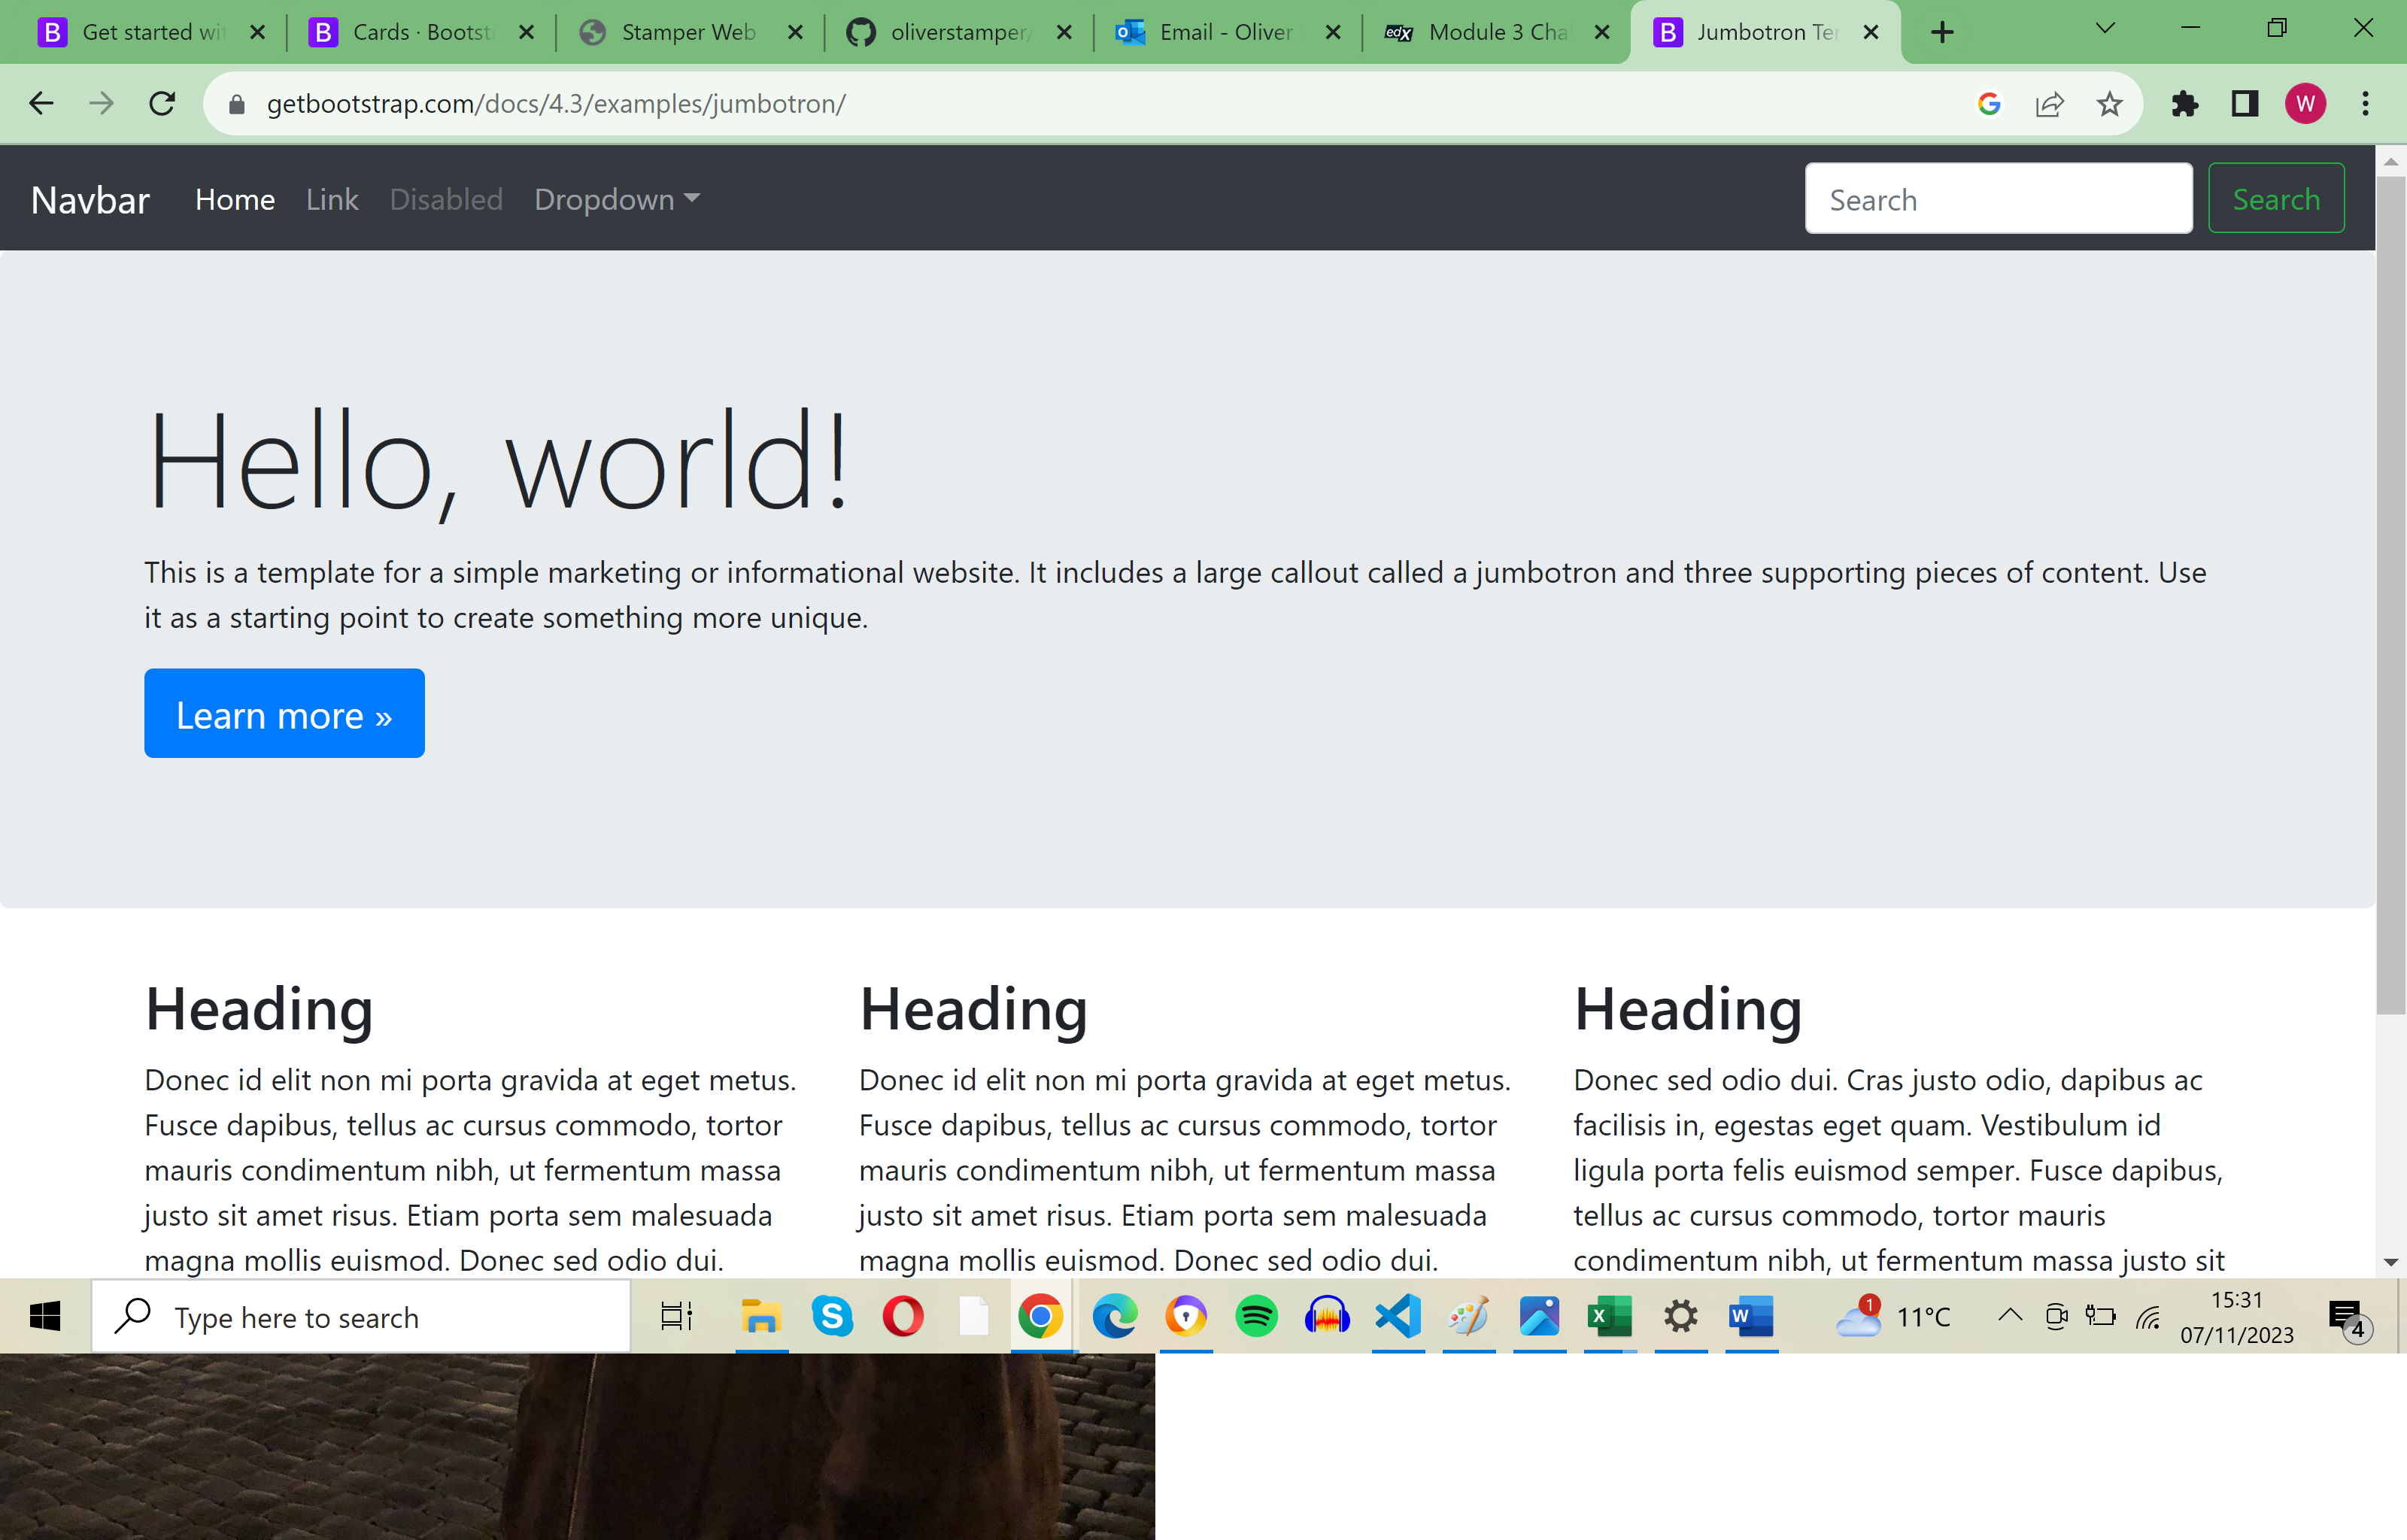 Get started wi
Cards · Bootst
Stamper Web
oliverstamper/
Email - Oliver
edX
Module 3 Cha
Jumbotron Te
getbootstrap.com/docs/4.3/examples/jumbotron/
W
Navbar
Home
Link
Disabled
Dropdown
Search
Search
Hello, world!
This is a template for a simple marketing or informational website. It includes a large callout called a jumbotron and three supporting pieces of content. Use
it as a starting point to create something more unique.
Learn more »
Heading
Donec id elit non mi porta gravida at eget metus.
Fusce dapibus, tellus ac cursus commodo, tortor
mauris condimentum nibh, ut fermentum massa
justo sit amet risus. Etiam porta sem malesuada
magna mollis euismod. Donec sed odio dui.
Heading
Donec id elit non mi porta gravida at eget metus.
Fusce dapibus, tellus ac cursus commodo, tortor
mauris condimentum nibh, ut fermentum massa
justo sit amet risus. Etiam porta sem malesuada
magna mollis euismod. Donec sed odio dui.
Heading
Donec sed odio dui. Cras justo odio, dapibus ac
facilisis in, egestas eget quam. Vestibulum id
ligula porta felis euismod semper. Fusce dapibus,
tellus ac cursus commodo, tortor mauris
condimentum nibh, ut fermentum massa justo sit
Type here to search
1
11°C
15:31
07/11/2023
4